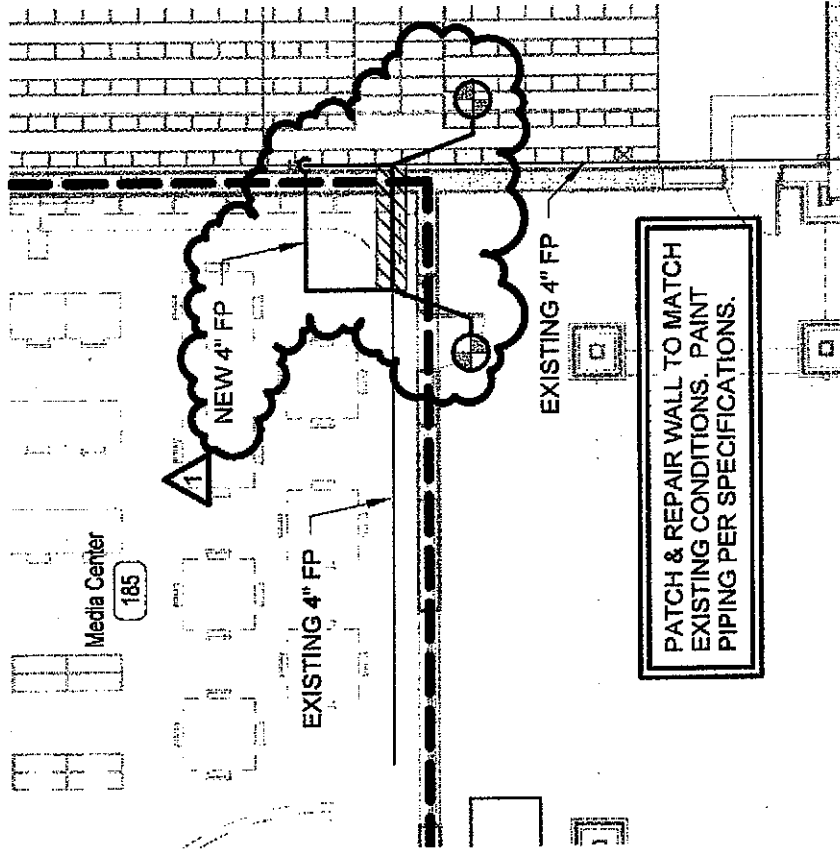 Media Center
185
EXISTING 4" FP
1
NEW 4" FP
EXISTING 4" FP
PATCH & REPAIR WALL TO MATCH
EXISTING CONDITIONS. PAINT
PIPING PER SPECIFICATIONS.